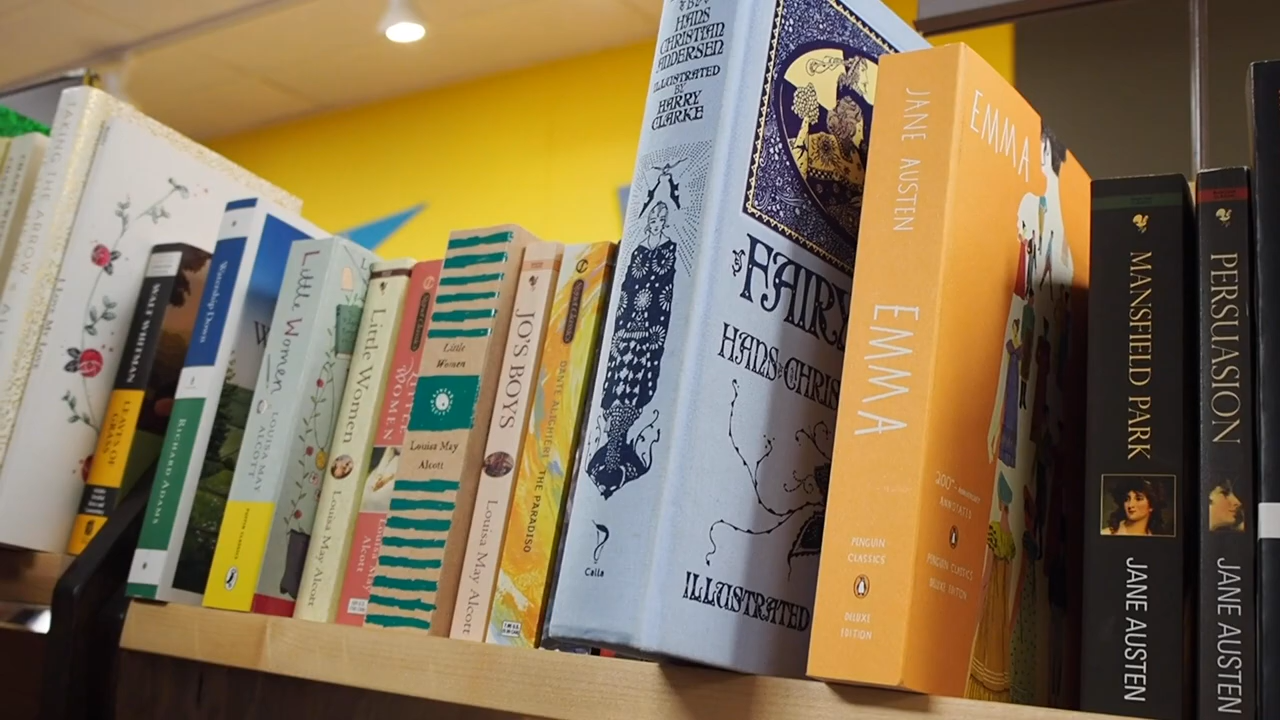 TAKING THE ARROW
WALT WHITMAN
LEAVES OF
GRASS
Watership Down
RICHARD ADAMS
W
Little Women
LOUISA MAY
ALCOTT
PUFFIN CLASSICS
Little Women
Louisa May
LITTLE
WOMEN
Louisa May
Alcott
Little
Women
Louisa May
Alcott
JO'S BOYS
Louisa May Alcott
DANTE ALIGHIERI
THE PARADISO
BY
HANS
CHRISTIAN
ANDERSEN
ILLUSTRATED
BY
HARRY
CLARKE
Calla
FAIRY
HANS CHRIS
ILLUSTRATED
JANE AUSTEN
EMMA
PENGUIN
CLASSICS
DELUXE
EDITION
EMMA
200TH-ANNIVERSARY
ANNOTATED
PENGUIN CLASSICS
DELUXE EDITION
MANSFIELD PARK
JANE AUSTEN
PERSUASION
JANE AUSTEN